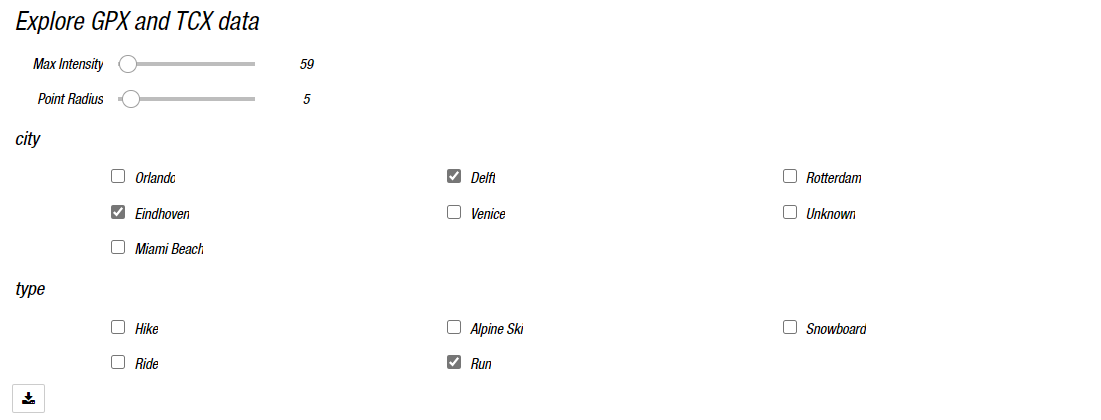 Explore GPX and TCX data
Max Intensity 59
Point Radius 5
city
Orlando Delft Rotterdam
Eindhoven Venice Unknown
Miami Beach
type
Hike Alpine Ski Snowboard
Ride Run